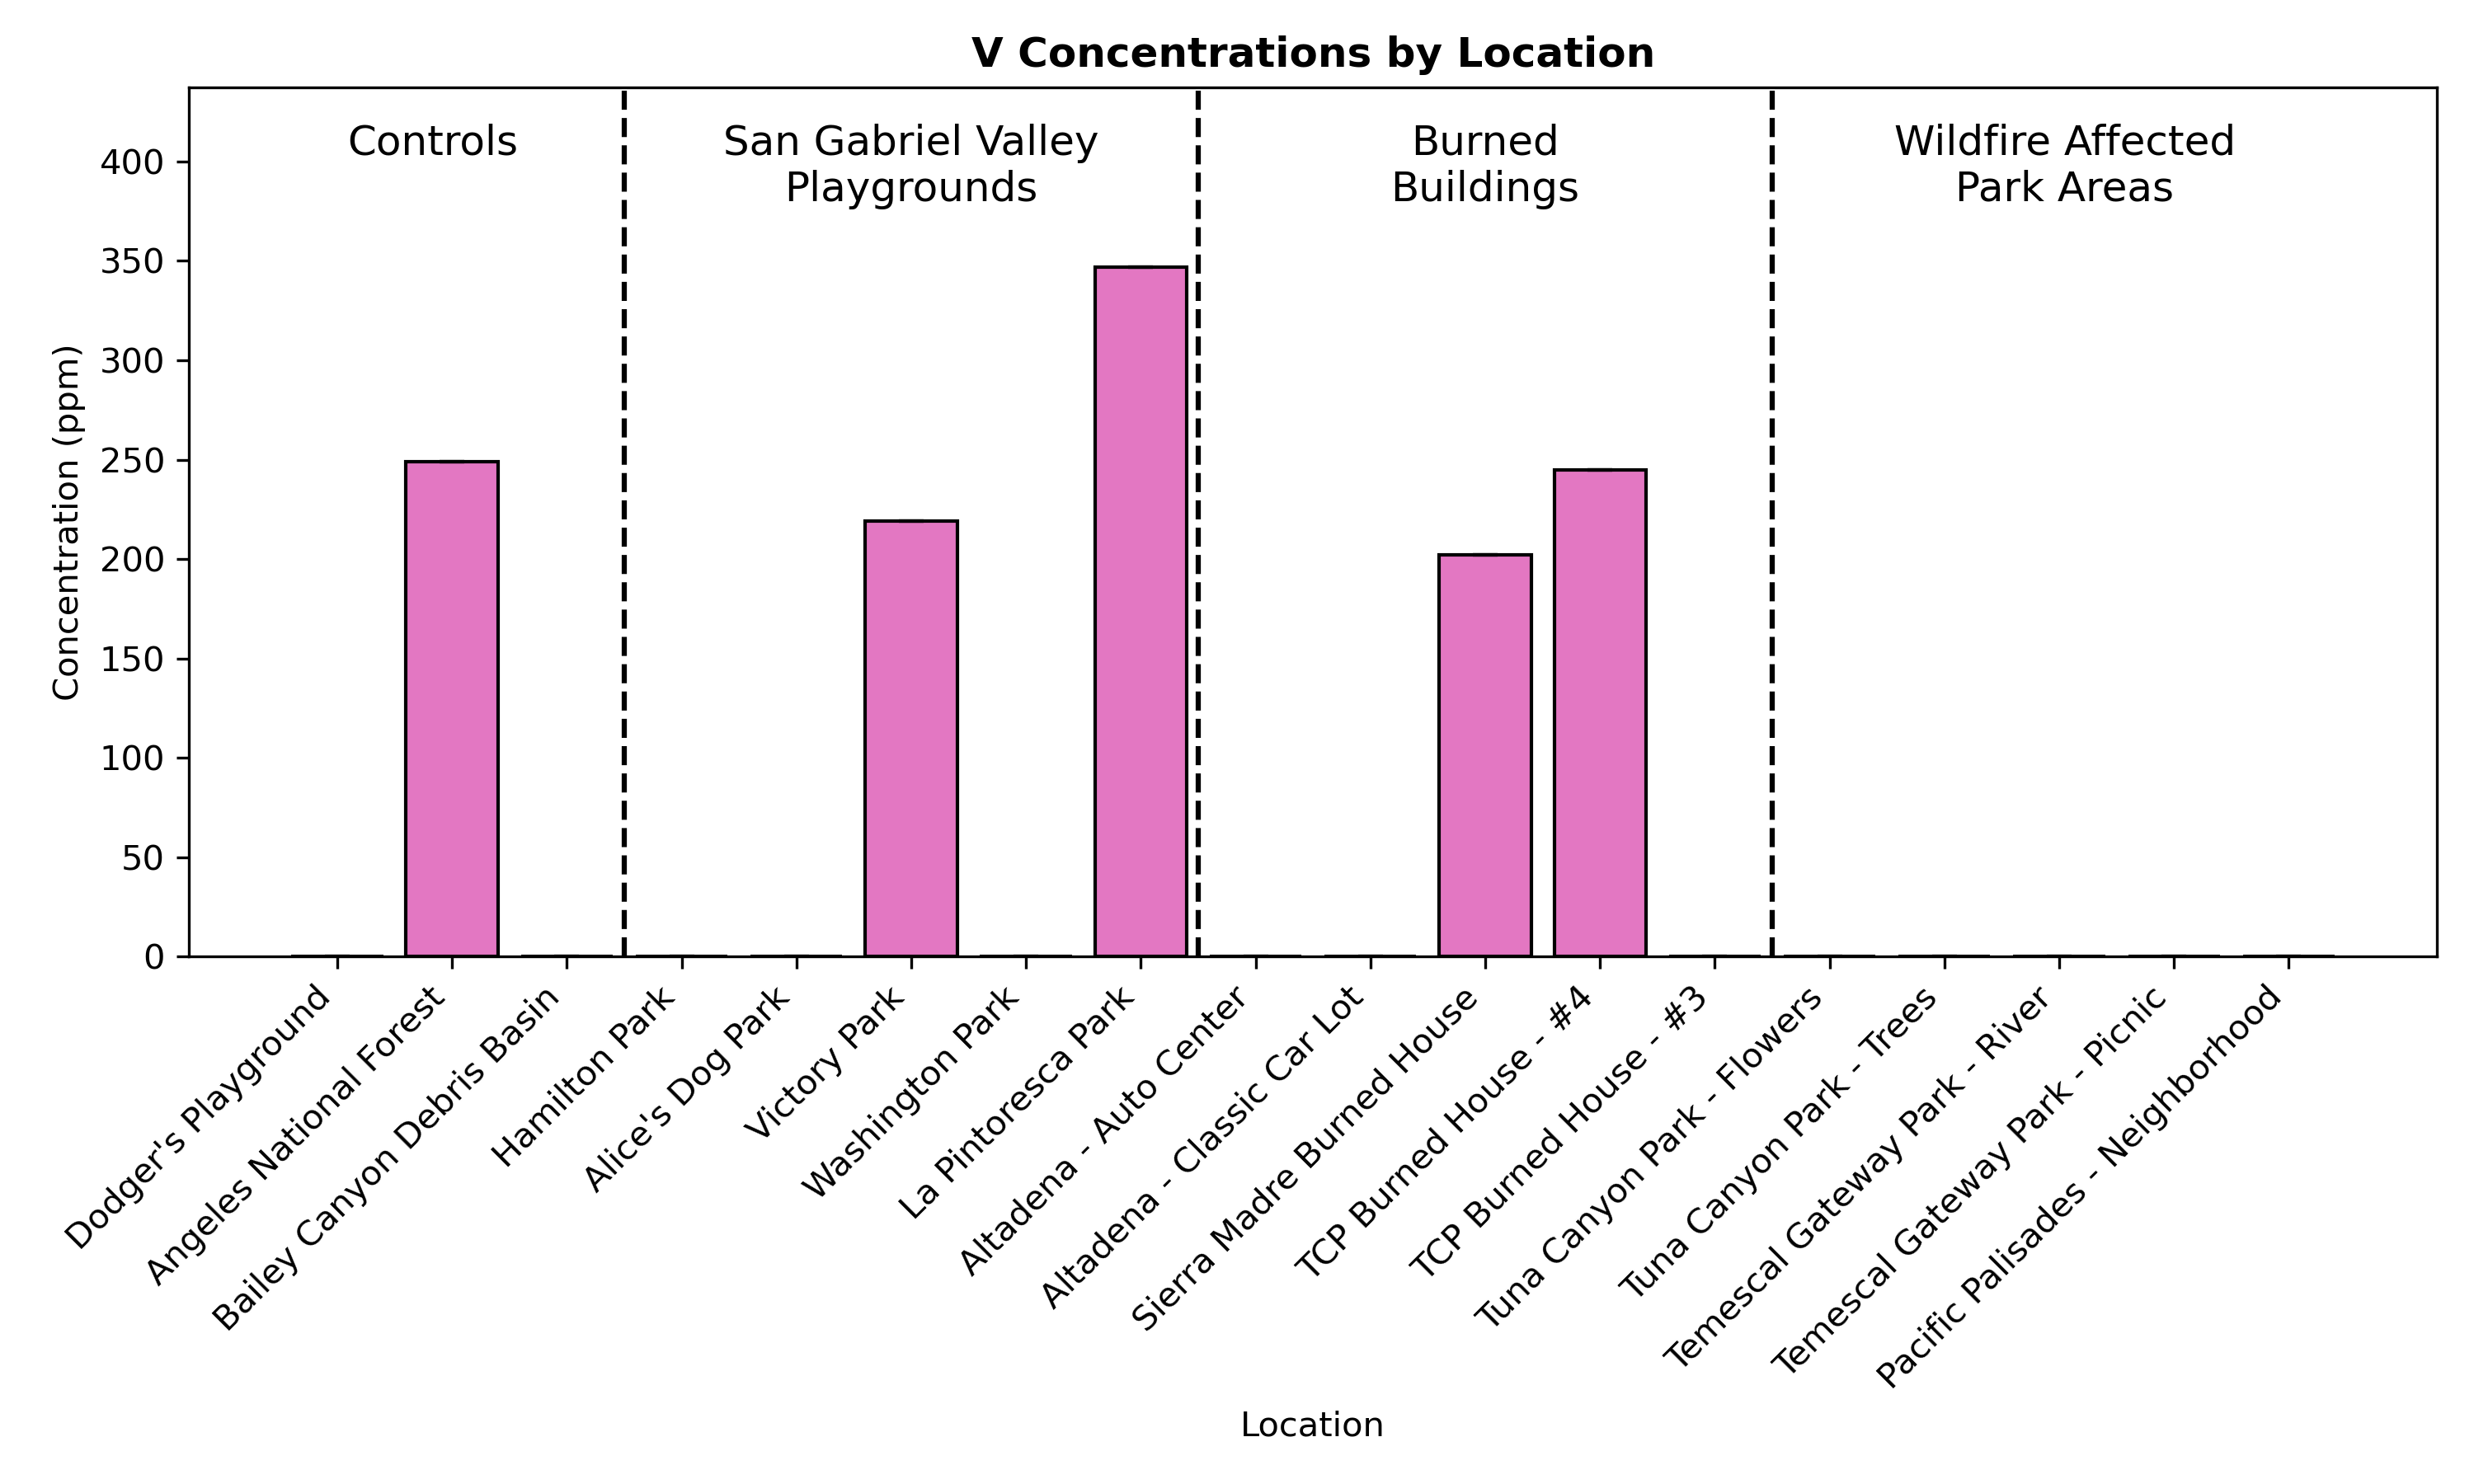 V Concentrations by Location
Controls
San Gabriel Valley
Playgrounds
Burned
Buildings
Wildfire Affected
Park Areas
Concentration (ppm)
400
350
300
250
200
150
100
50
0
Dodger's Playground
Angeles National Forest
Bailey Canyon Debris Basin
Hamilton Park
Alice's Dog Park
Victory Park
Washington Park
La Pintoresca Park
Altadena - Auto Center
Altadena - Classic Car Lot
Sierra Madre Burned House
TCP Burned House - #4
TCP Burned House - #3
Tuna Canyon Park - Flowers
Tuna Canyon Park - Trees
Temescal Gateway Park - River
Temescal Gateway Park - Picnic
Pacific Palisades - Neighborhood
Location